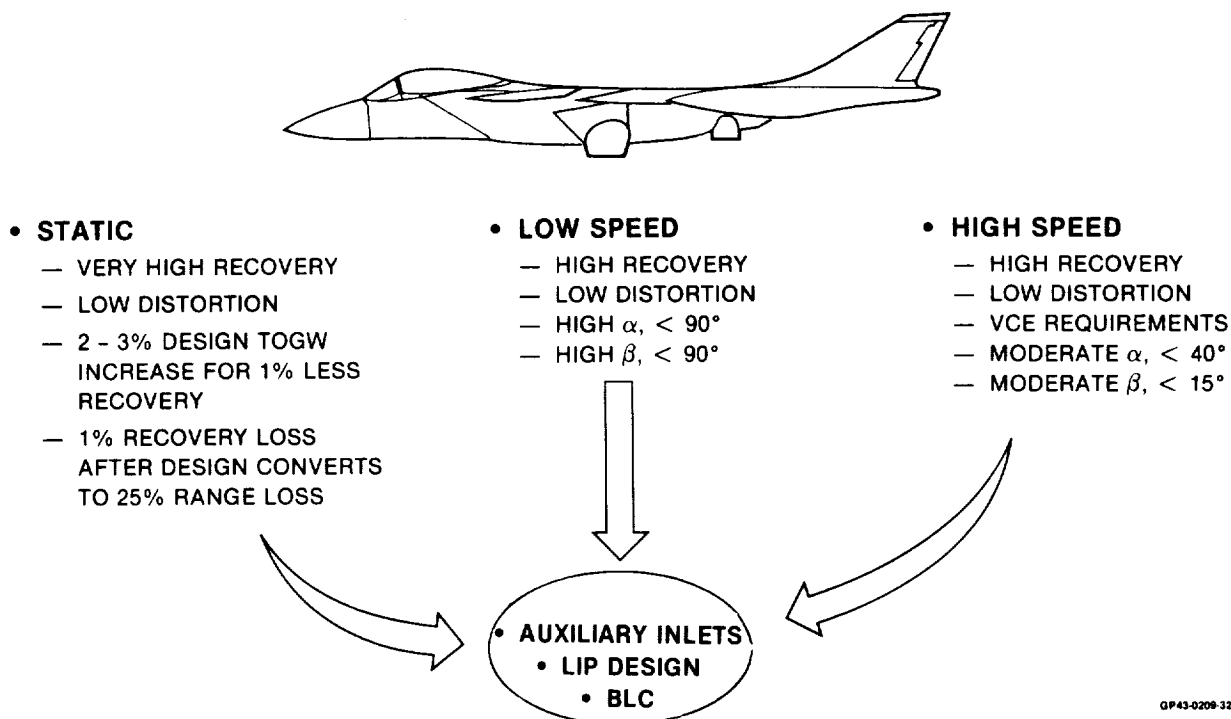 • STATIC
— VERY HIGH RECOVERY
— LOW DISTORTION
— 2 - 3% DESIGN TOGW
INCREASE FOR 1% LESS
RECOVERY
— 1% RECOVERY LOSS
AFTER DESIGN CONVERTS
TO 25% RANGE LOSS
• LOW SPEED
— HIGH RECOVERY
— LOW DISTORTION
— HIGH α, < 90°
— HIGH β, < 90°
• HIGH SPEED
— HIGH RECOVERY
— LOW DISTORTION
— VCE REQUIREMENTS
— MODERATE α, < 40°
— MODERATE β, < 15°
• AUXILIARY INLETS
• LIP DESIGN
• BLC
GP43-0209-32